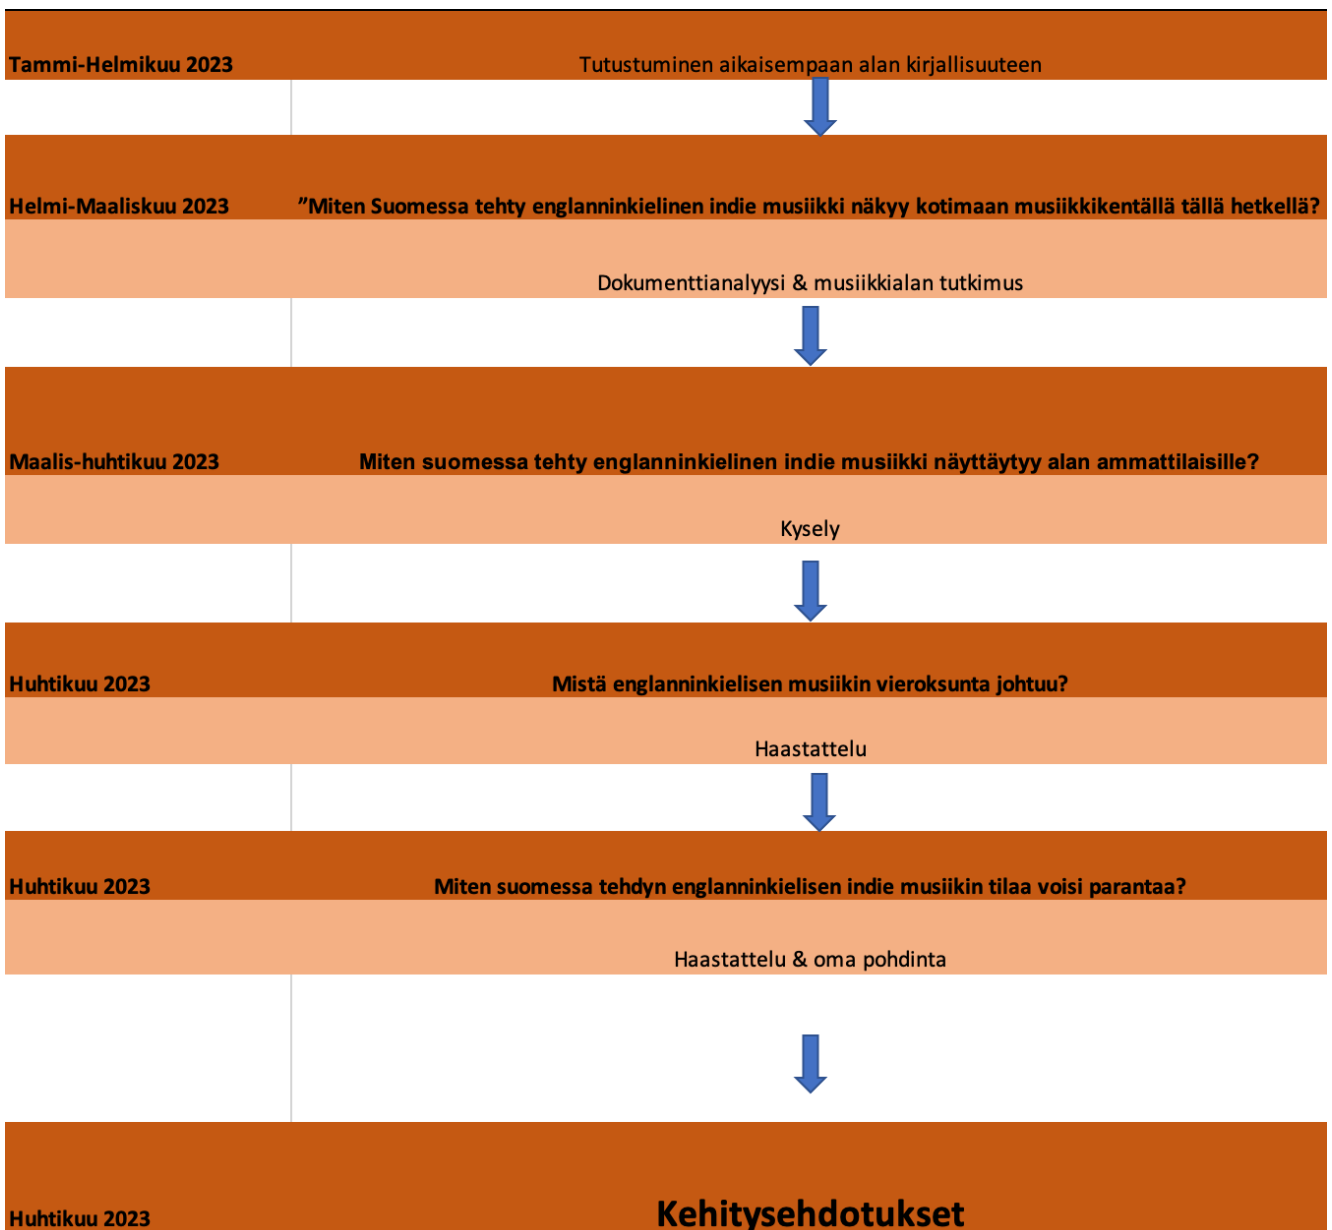 Tammi-Helmikuu 2023 Tutustuminen aikaisempaan alan kirjallisuuteen
Helmi-Maaliskuu 2023 ”Miten Suomessa tehty englanninkielinen indie musiikki näkyy kotimaan musiikkikentällä tällä hetkellä?
Dokumenttianalyysi & musiikkialan tutkimus
Maalis-huhtikuu 2023 Miten suomessa tehty englanninkielinen indie musiikki näyttäytyy alan ammattilaisille?
Kysely
Huhtikuu 2023 Mistä englanninkielisen musiikin vieroksunta johtuu?
Haastattelu
Huhtikuu 2023 Miten suomessa tehdyn englanninkielisen indie musiikin tilaa voisi parantaa?
Haastattelu & oma pohdinta
Huhtikuu 2023 Kehitysehdotukset